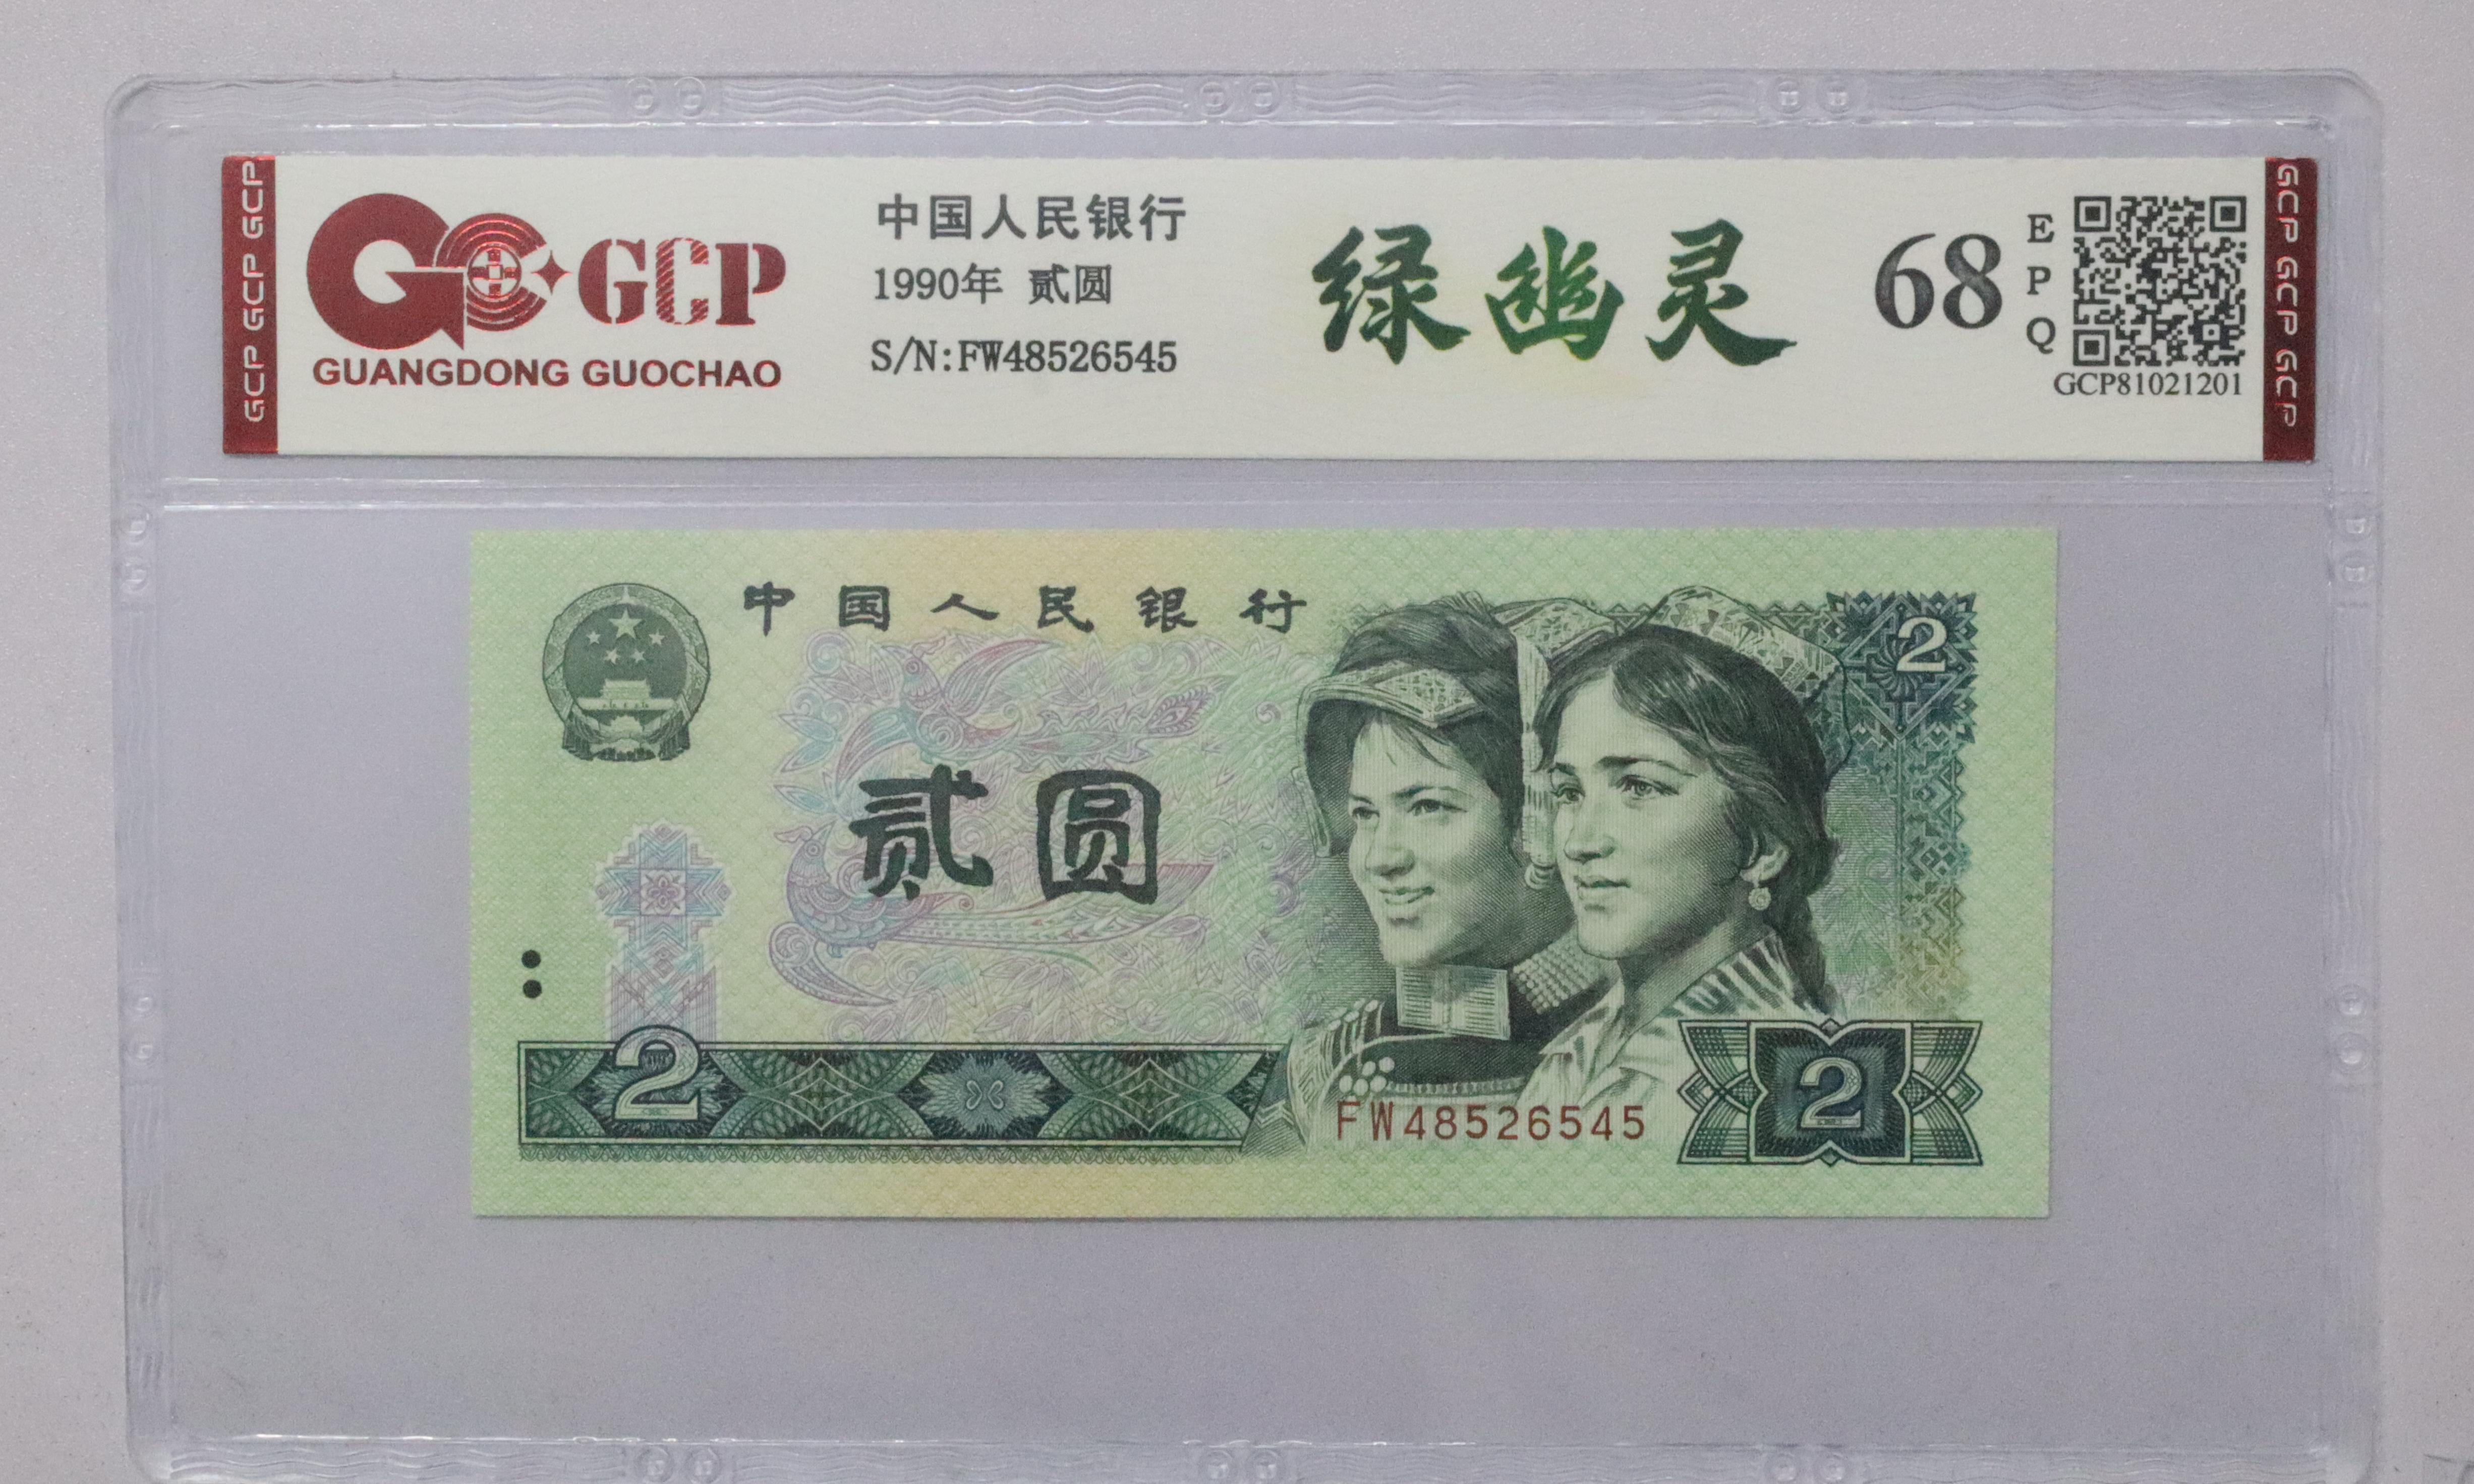 GCP GCP GCP
GCP
GUANGDONG GUOCHAO
中国人民银行
1990年 贰圆
S/N:FW48526545
绿幽灵
68
EPQ
GCP81021201
GCP GCP GCP
中国人民银行
2
贰圆
2
FW48526545
2